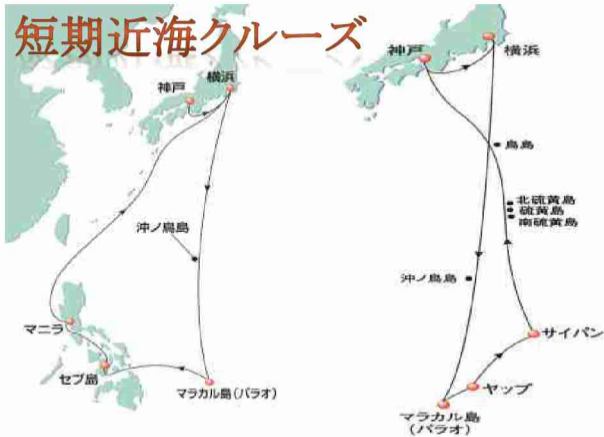 短期近海クルーズ
神戸
横浜
沖ノ鳥島
マニラ
セブ島
マラカル島(パラオ)
神戸
横浜
鳥島
北硫黄島
硫黄島
南硫黄島
沖ノ鳥島
サイパン
ヤップ
マラカル島
(パラオ)